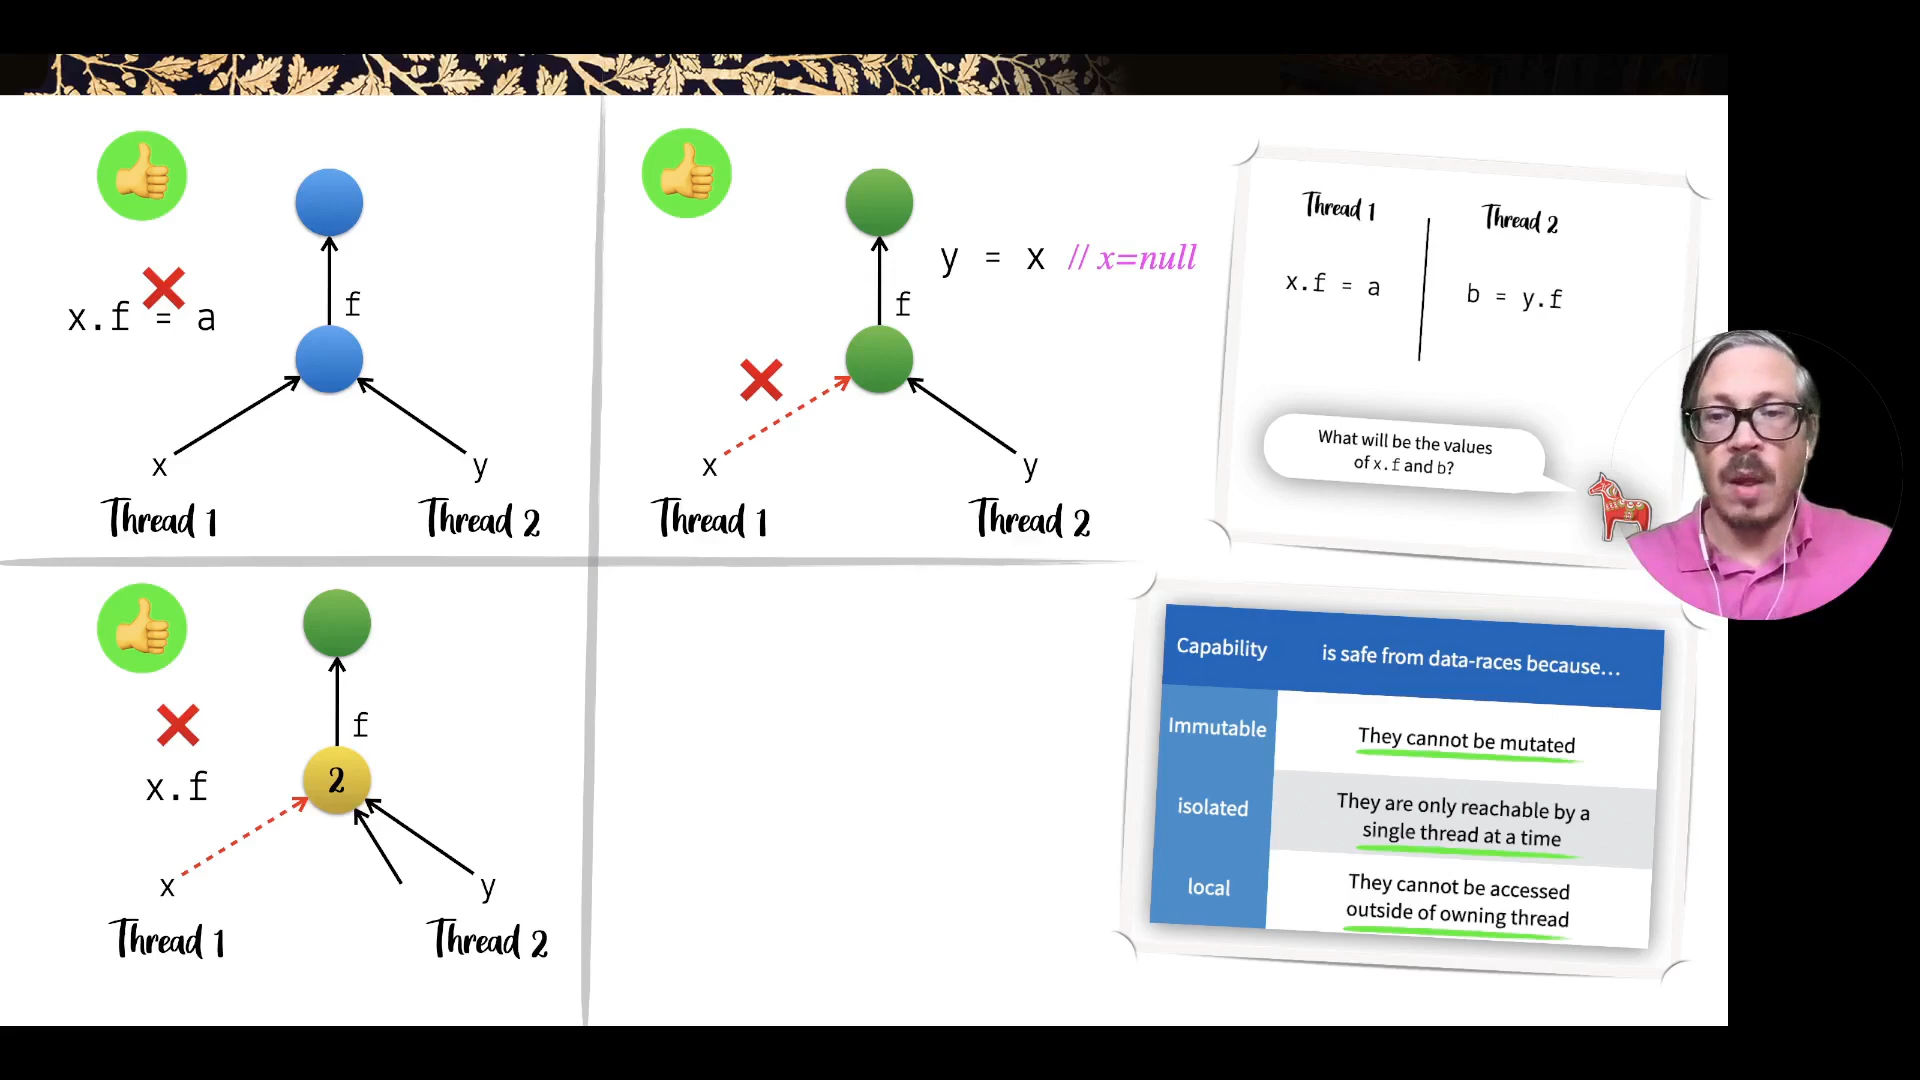 x.f = a
f
x
y
Thread 1
Thread 2
f
y = x // x=null
x
y
Thread 1
Thread 2
x.f
f
2
x
y
Thread 1
Thread 2
Thread 1
Thread 2
x.f = a
b = y.f
What will be the values
of x.f and b?
Capability
is safe from data-races because...
Immutable
They cannot be mutated
isolated
They are only reachable by a
single thread at a time
local
They cannot be accessed
outside of owning thread